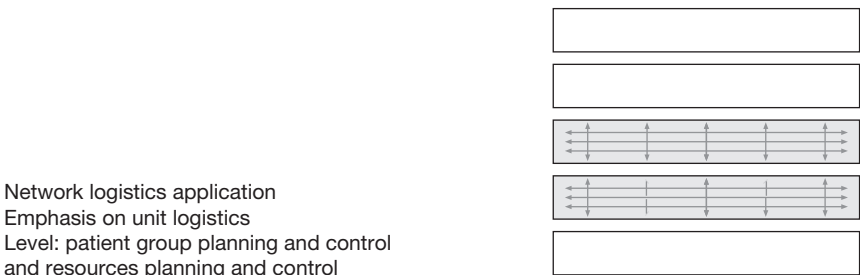 Network logistics application
Emphasis on unit logistics
Level: patient group planning and control
and resources planning and control